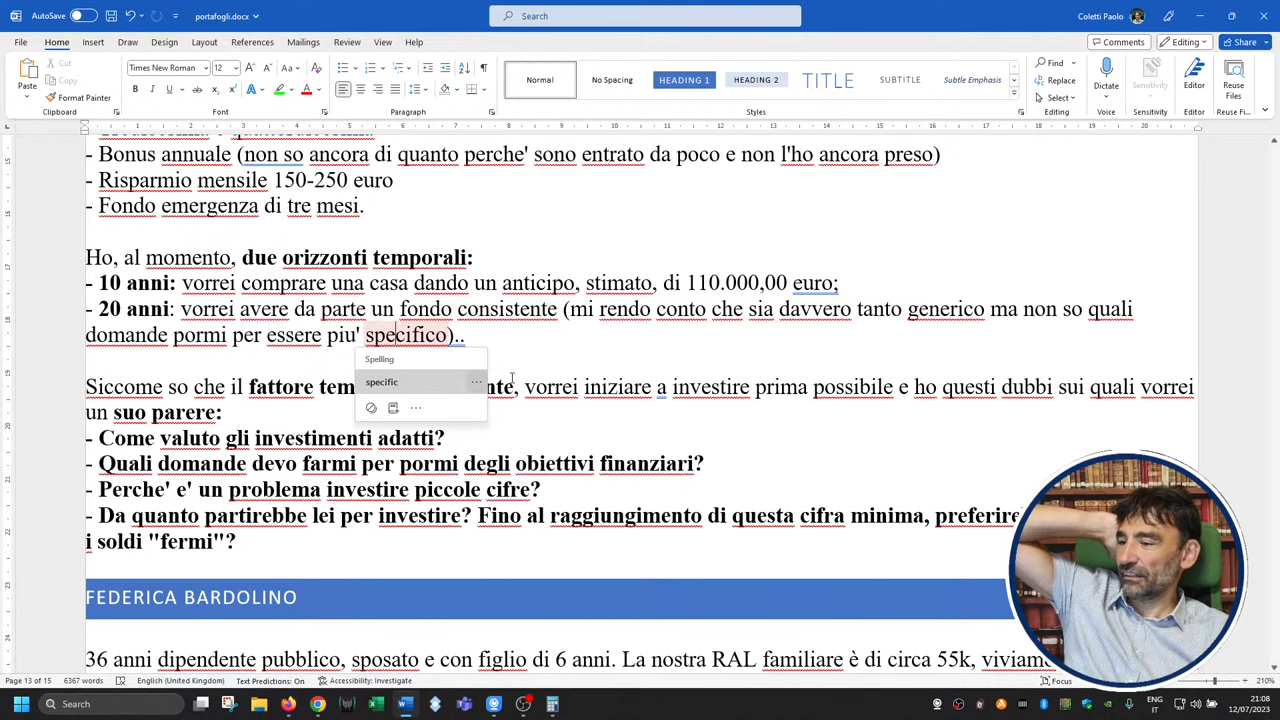 AutoSave
portafogli.docx
Search
Coletti Paolo
File Home Insert Draw Design Layout References Mailings Review View Help
Comments Editing Share
Paste
Cut
Copy
Format Painter
Clipboard
Times New Roman 12
Font
Paragraph
Normal
No Spacing
HEADING 1
HEADING 2
TITLE
SUBTITLE
Subtle Emphasis
Styles
Find
Replace
Select
Editing
Dictate
Voice
Sensitivity
Sensitivity
Editor
Editor
Reuse Files
Reuse Fi...
- Bonus annuale (non so ancora di quanto perche' sono entrato da poco e non l'ho ancora preso)
- Risparmio mensile 150-250 euro
- Fondo emergenza di tre mesi.
Ho, al momento, due orizzonti temporali:
- 10 anni: vorrei comprare una casa dando un anticipo, stimato, di 110.000,00 euro;
- 20 anni: vorrei avere da parte un fondo consistente (mi rendo conto che sia davvero tanto generico ma non so quali
domande pormi per essere piu' specifico)..
Spelling
specific
Siccome so che il fattore tem nte, vorrei iniziare a investire prima possibile e ho questi dubbi sui quali vorrei
un suo parere:
- Come valuto gli investimenti adatti?
- Quali domande devo farmi per pormi degli obiettivi finanziari?
- Perche' e' un problema investire piccole cifre?
- Da quanto partirebbe lei per investire? Fino al raggiungimento di questa cifra minima, preferire
i soldi "fermi"?
FEDERICA BARDOLINO
36 anni dipendente pubblico, sposato e con figlio di 6 anni. La nostra RAL familiare è di circa 55k, viviamo
Page 13 of 15 6367 words English (United Kingdom) Text Predictions: On Accessibility: Investigate Focus 210%
Search
ENG
IT
21:08
12/07/2023